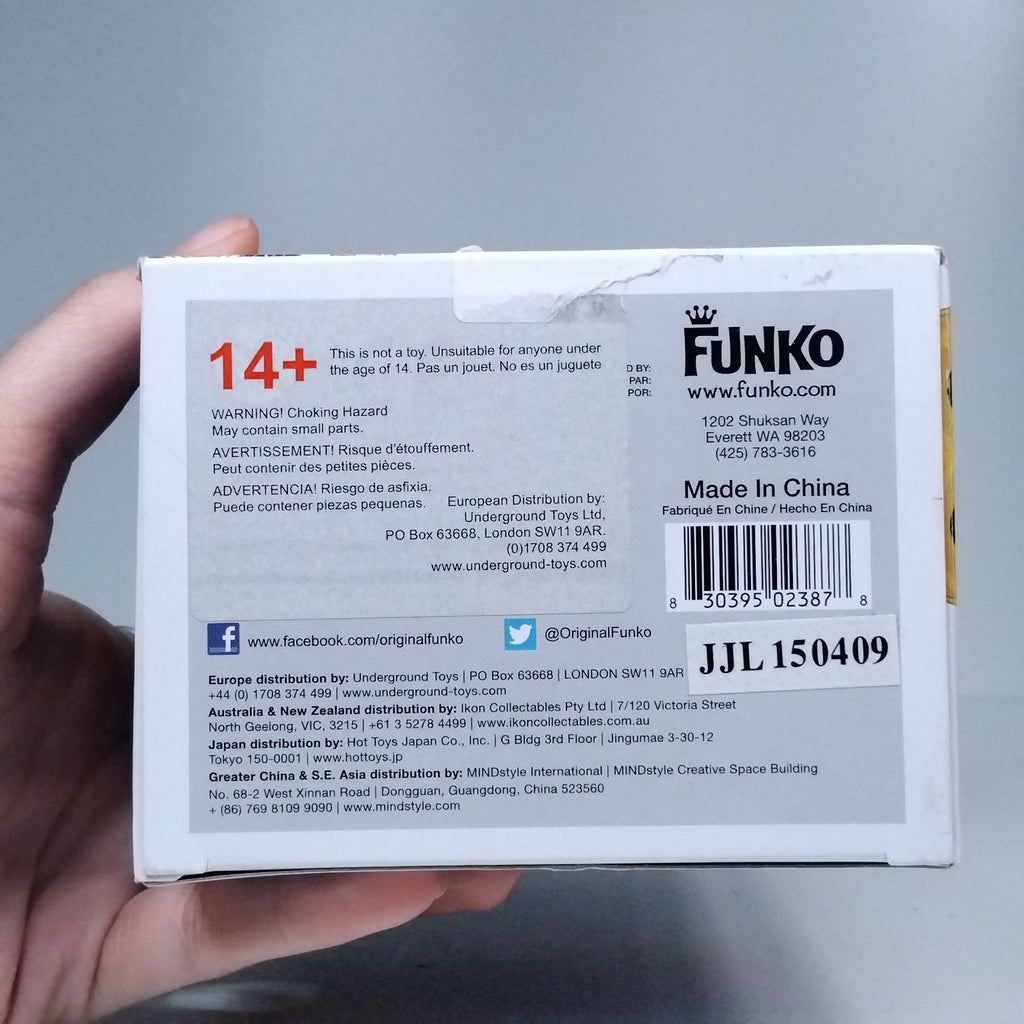 14+
This is not a toy. Unsuitable for anyone under
the age of 14. Pas un jouet. No es un juguete
WARNING! Choking Hazard
May contain small parts.
AVERTISSEMENT! Risque d'étouffement.
Peut contenir des petites pièces.
ADVERTENCIA! Riesgo de asfixia.
Puede contener piezas pequenas.
European Distribution by:
Underground Toys Ltd,
PO Box 63668, London SW11 9AR.
(0)1708 374 499
www.underground-toys.com
D BY:
PAR:
POR:
FUNKO
www.funko.com
1202 Shuksan Way
Everett WA 98203
(425) 783-3616
Made In China
Fabriqué En Chine / Hecho En China
8 30395 02387 8
JJL 150409
www.facebook.com/originalfunko
@OriginalFunko
Europe distribution by: Underground Toys | PO Box 63668 | LONDON SW11 9AR
+44 (0) 1708 374 499 | www.underground-toys.com
Australia & New Zealand distribution by: Ikon Collectables Pty Ltd | 7/120 Victoria Street
North Geelong, VIC, 3215 | +61 3 5278 4499 | www.ikoncollectables.com.au
Japan distribution by: Hot Toys Japan Co., Inc. | G Bldg 3rd Floor | Jingumae 3-30-12
Tokyo 150-0001 | www.hottoys.jp
Greater China & S.E. Asia distribution by: MINDstyle International | MINDstyle Creative Space Building
No. 68-2 West Xinnan Road | Dongguan, Guangdong, China 523560
+ (86) 769 8109 9090 | www.mindstyle.com